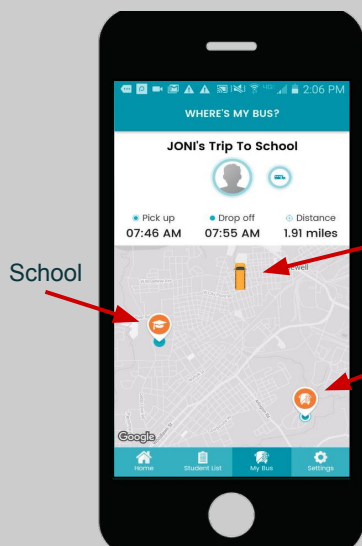 2:06 PM
WHERE'S MY BUS?
JONI's Trip To School
Pick up
Drop off
Distance
07:46 AM
07:55 AM
1.91 miles
School
Google
Home
Student List
My Bus
Settings